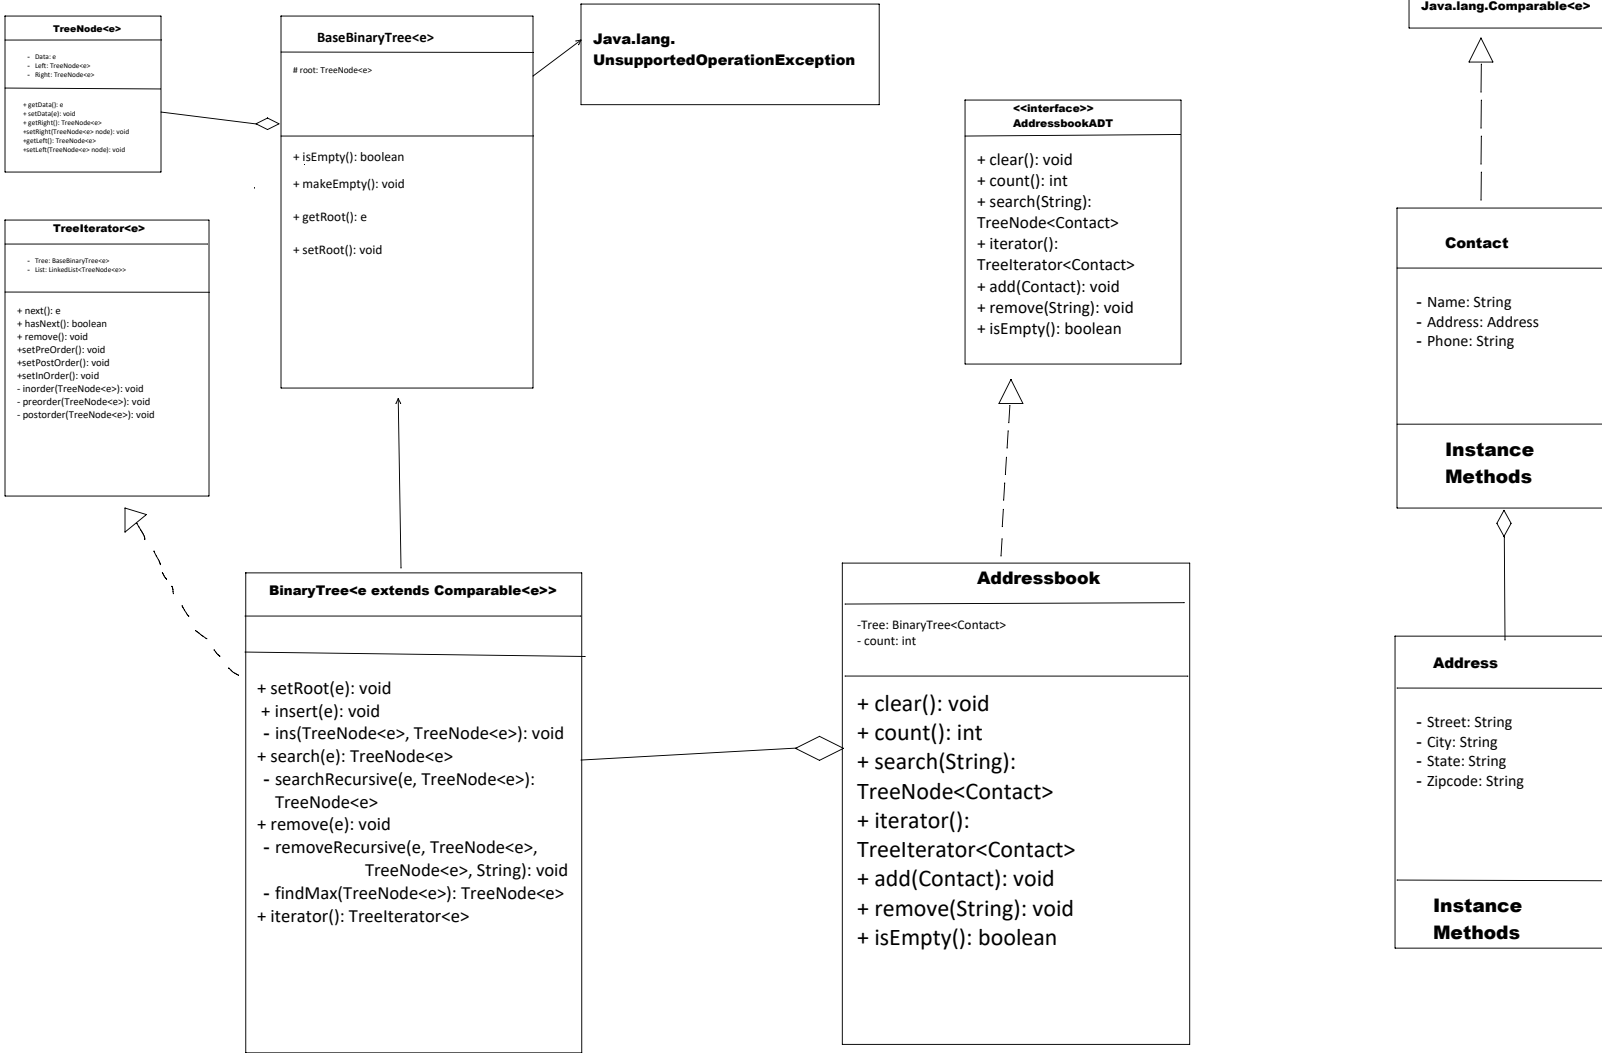 TreeNode<e>
- Data: e
- Left: TreeNode<e>
- Right: TreeNode<e>
+ getData(): e
+ setData(e): void
+ getRight(): TreeNode<e>
+setRight(TreeNode<e> node): void
+getLeft(): TreeNode<e>
+setLeft(TreeNode<e> node): void
BaseBinaryTree<e>
# root: TreeNode<e>
+ isEmpty(): boolean
+ makeEmpty(): void
+ getRoot(): e
+ setRoot(): void
Java.lang.
UnsupportedOperationException
TreeIterator<e>
- Tree: BaseBinaryTree<e>
- List: LinkedList<TreeNode<e>>
+ next(): e
+ hasNext(): boolean
+ remove(): void
+setPreOrder(): void
+setPostOrder(): void
+setInOrder(): void
- inorder(TreeNode<e>): void
- preorder(TreeNode<e>): void
- postorder(TreeNode<e>): void
<<interface>>
AddressbookADT
+ clear(): void
+ count(): int
+ search(String):
TreeNode<Contact>
+ iterator():
TreeIterator<Contact>
+ add(Contact): void
+ remove(String): void
+ isEmpty(): boolean
Java.lang.Comparable<e>
Contact
- Name: String
- Address: Address
- Phone: String
Instance
Methods
BinaryTree<e extends Comparable<e>>
+ setRoot(e): void
+ insert(e): void
- ins(TreeNode<e>, TreeNode<e>): void
+ search(e): TreeNode<e>
- searchRecursive(e, TreeNode<e>):
TreeNode<e>
+ remove(e): void
- removeRecursive(e, TreeNode<e>,
TreeNode<e>, String): void
- findMax(TreeNode<e>): TreeNode<e>
+ iterator(): TreeIterator<e>
Addressbook
-Tree: BinaryTree<Contact>
- count: int
+ clear(): void
+ count(): int
+ search(String):
TreeNode<Contact>
+ iterator():
TreeIterator<Contact>
+ add(Contact): void
+ remove(String): void
+ isEmpty(): boolean
Address
- Street: String
- City: String
- State: String
- Zipcode: String
Instance
Methods